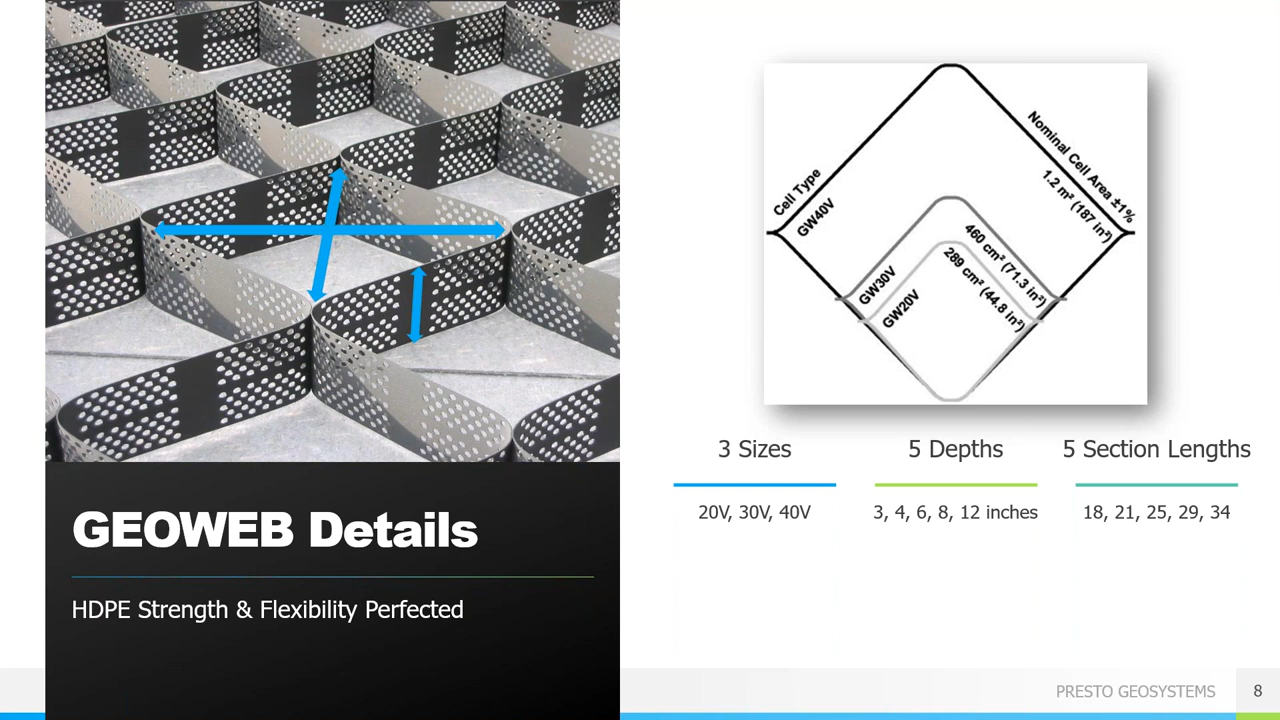 GEOWEB Details
HDPE Strength & Flexibility Perfected
Cell Type
GW40V
Nominal Cell Area ±1%
1.2 m² (187 in²)
GW30V
460 cm² (71.3 in²)
GW20V
289 cm² (44.8 in²)
3 Sizes
20V, 30V, 40V
5 Depths
3, 4, 6, 8, 12 inches
5 Section Lengths
18, 21, 25, 29, 34
PRESTO GEOSYSTEMS
8